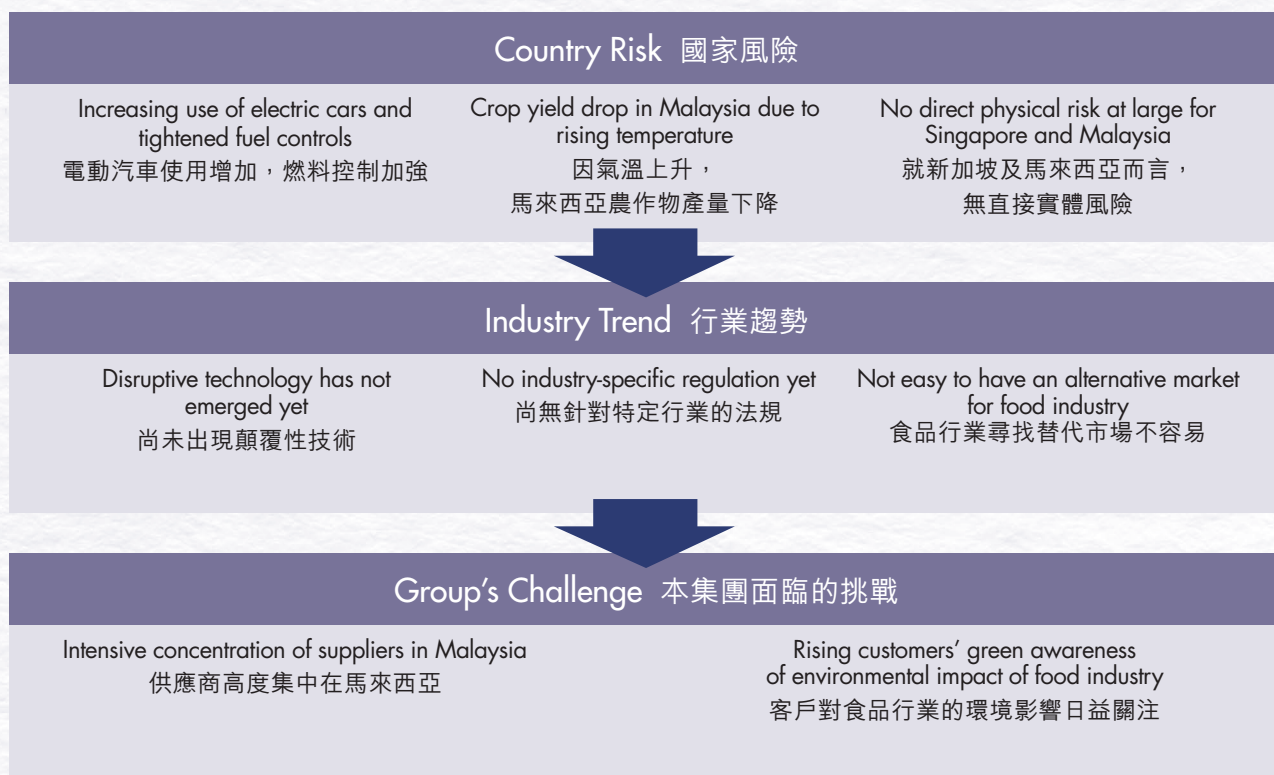 Country Risk 國家風險
Increasing use of electric cars and
tightened fuel controls
電動汽車使用增加，燃料控制加強
Crop yield drop in Malaysia due to
rising temperature
因氣溫上升，
馬來西亞農作物產量下降
No direct physical risk at large for
Singapore and Malaysia
就新加坡及馬來西亞而言，
無直接實體風險
Industry Trend 行業趨勢
Disruptive technology has not
emerged yet
尚未出現顛覆性技術
No industry-specific regulation yet
尚無針對特定行業的法規
Not easy to have an alternative market
for food industry
食品行業尋找替代市場不容易
Group’s Challenge 本集團面臨的挑戰
Intensive concentration of suppliers in Malaysia
供應商高度集中在馬來西亞
Rising customers’ green awareness
of environmental impact of food industry
客戶對食品行業的環境影響日益關注